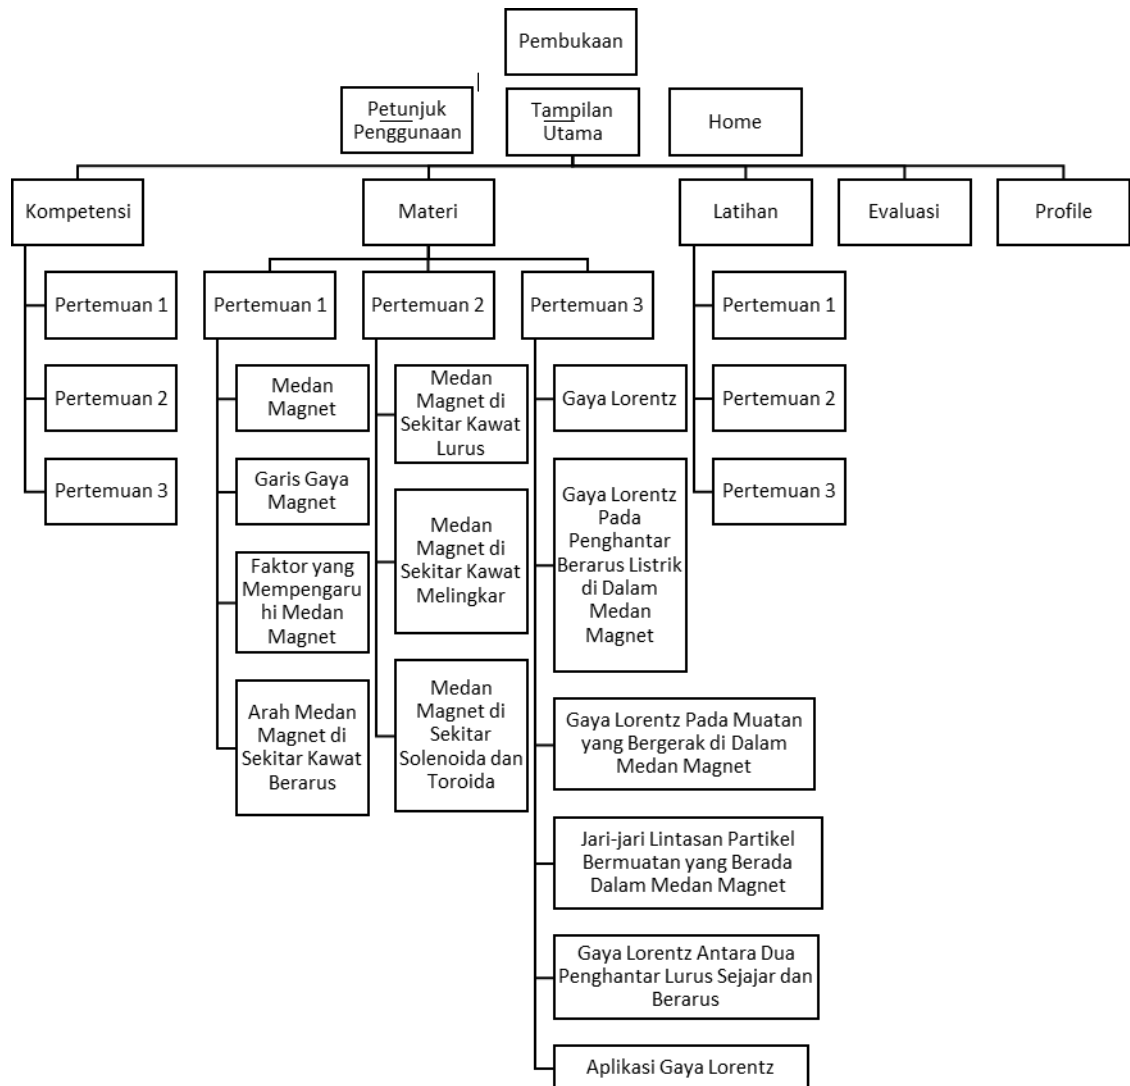 Pembukaan
Petunjuk
Penggunaan
Tampilan
Utama
Home
Kompetensi
Materi
Latihan
Evaluasi
Profile
Pertemuan 1
Pertemuan 2
Pertemuan 3
Pertemuan 1
Medan
Magnet
Garis Gaya
Magnet
Faktor yang
Mempengaru
hi Medan
Magnet
Arah Medan
Magnet di
Sekitar Kawat
Berarus
Pertemuan 2
Medan
Magnet di
Sekitar Kawat
Lurus
Medan
Magnet di
Sekitar Kawat
Melingkar
Medan
Magnet di
Sekitar
Solenoida dan
Toroida
Pertemuan 3
Gaya Lorentz
Gaya Lorentz
Pada
Penghantar
Berarus Listrik
di Dalam
Medan
Magnet
Gaya Lorentz Pada Muatan
yang Bergerak di Dalam
Medan Magnet
Jari-jari Lintasan Partikel
Bermuatan yang Berada
Dalam Medan Magnet
Gaya Lorentz Antara Dua
Penghantar Lurus Sejajar dan
Berarus
Aplikasi Gaya Lorentz
Pertemuan 1
Pertemuan 2
Pertemuan 3